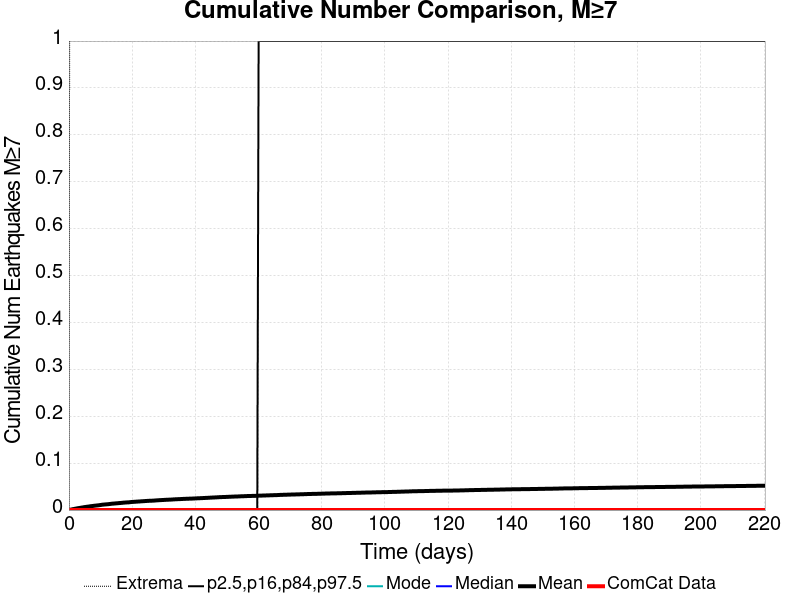 Cumulative Number Comparison, M≥7
Cumulative Num Earthquakes M≥7
1
0.9
0.8
0.7
0.6
0.5
0.4
0.3
0.2
0.1
0
0 20 40 60 80 100 120 140 160 180 200 220
Time (days)
Extrema p2.5,p16,p84,p97.5 Mode Median Mean ComCat Data